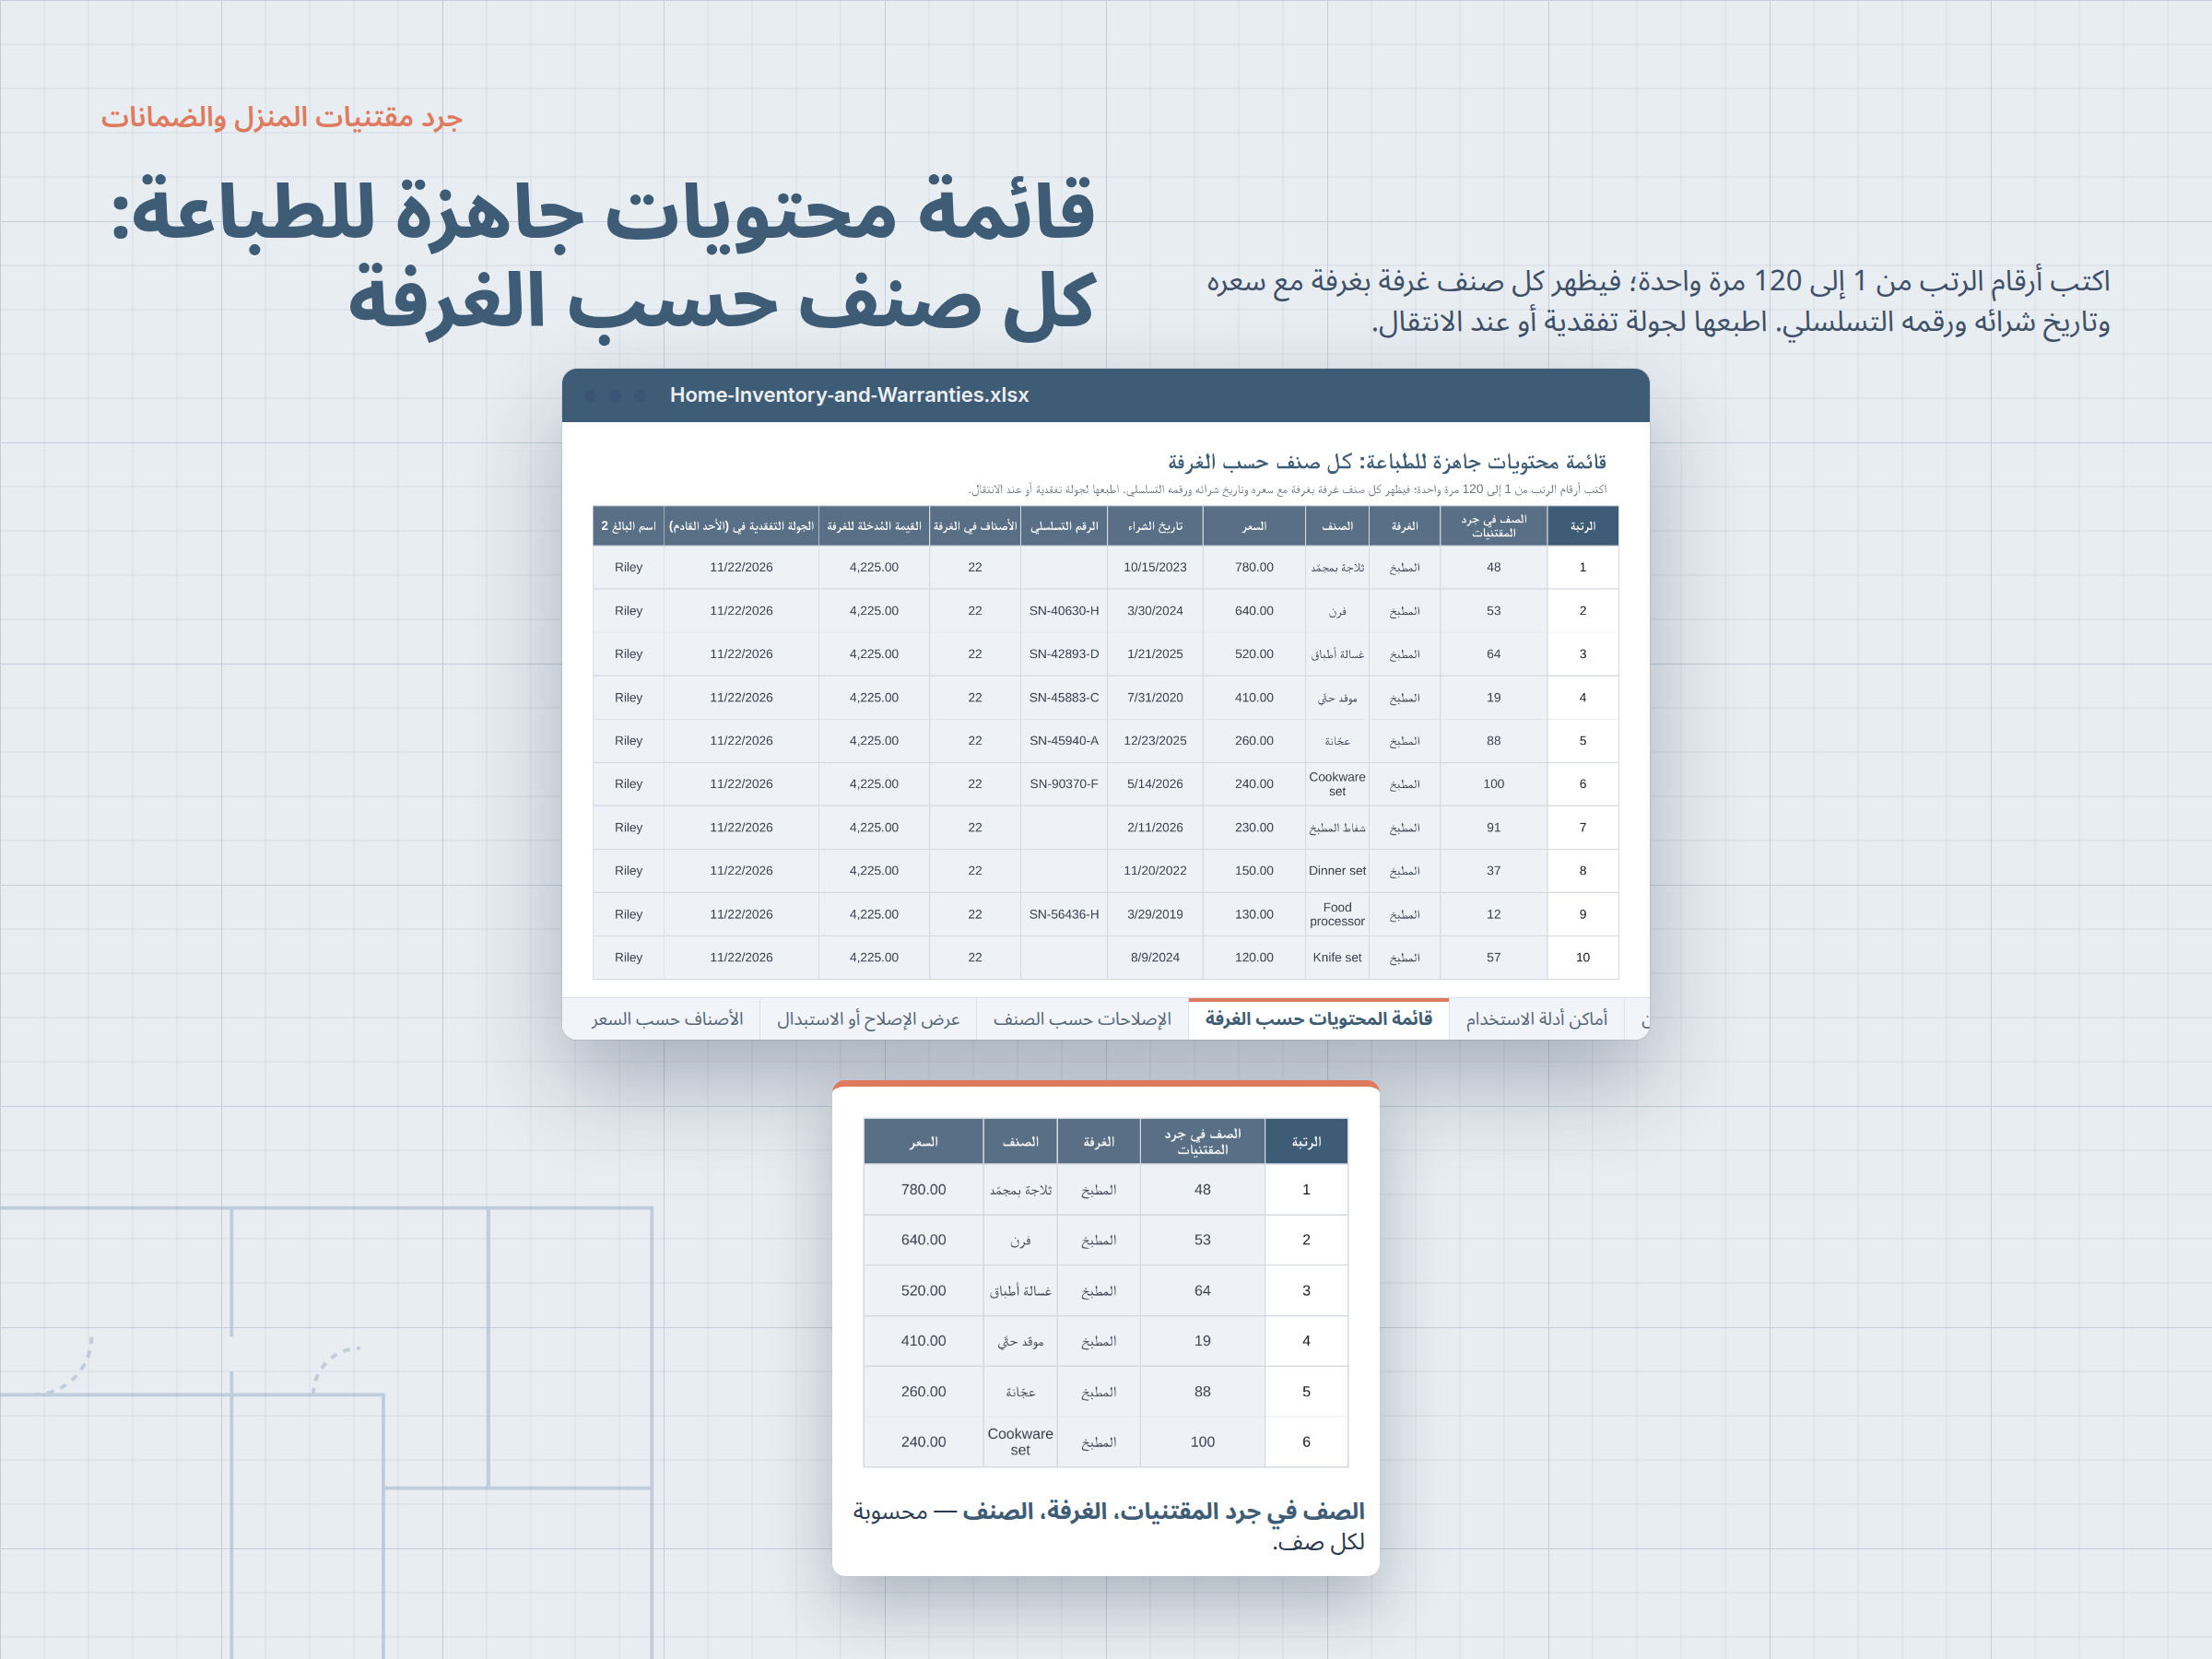 جرد مقتنيات المنزل والضمانات
قائمة محتويات جاهزة للطباعة:
كل صنف حسب الغرفة
اكتب أرقام الرتب من 1 إلى 120 مرة واحدة؛ فيظهر كل صنف غرفة بغرفة مع سعره
وتاريخ شرائه ورقمه التسلسلي. اطبعها لجولة تفقدية أو عند الانتقال.
Home-Inventory-and-Warranties.xlsx
قائمة محتويات جاهزة للطباعة: كل صنف حسب الغرفة
اكتب أرقام الرتب من 1 إلى 120 مرة واحدة؛ فيظهر كل صنف غرفة بغرفة مع سعره وتاريخ شرائه ورقمه التسلسلي. اطبعها لجولة تفقدية أو عند الانتقال.
الرتبة الصف في جرد المقتنيات الغرفة الصنف السعر تاريخ الشراء الرقم التسلسلي الأصناف في الغرفة القيمة المُدخلة للغرفة الجولة التفقدية في (الأحد القادم) اسم البالغ 2
1 48 المطبخ ثلاجة بمجمّد 780.00 10/15/2023 22 4,225.00 11/22/2026 Riley
2 53 المطبخ فرن 640.00 3/30/2024 SN-40630-H 22 4,225.00 11/22/2026 Riley
3 64 المطبخ غسالة أطباق 520.00 1/21/2025 SN-42893-D 22 4,225.00 11/22/2026 Riley
4 19 المطبخ موقد حثّي 410.00 7/31/2020 SN-45883-C 22 4,225.00 11/22/2026 Riley
5 88 المطبخ عجّانة 260.00 12/23/2025 SN-45940-A 22 4,225.00 11/22/2026 Riley
6 100 المطبخ Cookware set 240.00 5/14/2026 SN-90370-F 22 4,225.00 11/22/2026 Riley
7 91 المطبخ شفاط المطبخ 230.00 2/11/2026 22 4,225.00 11/22/2026 Riley
8 37 المطبخ Dinner set 150.00 11/20/2022 22 4,225.00 11/22/2026 Riley
9 12 المطبخ Food processor 130.00 3/29/2019 SN-56436-H 22 4,225.00 11/22/2026 Riley
10 57 المطبخ Knife set 120.00 8/9/2024 22 4,225.00 11/22/2026 Riley
أماكن أدلة الاستخدام قائمة المحتويات حسب الغرفة الإصلاحات حسب الصنف عرض الإصلاح أو الاستبدال الأصناف حسب السعر
الرتبة الصف في جرد المقتنيات الغرفة الصنف السعر
1 48 المطبخ ثلاجة بمجمّد 780.00
2 53 المطبخ فرن 640.00
3 64 المطبخ غسالة أطباق 520.00
4 19 المطبخ موقد حثّي 410.00
5 88 المطبخ عجّانة 260.00
6 100 المطبخ Cookware set 240.00
الصف في جرد المقتنيات، الغرفة، الصنف — محسوبة
لكل صف.